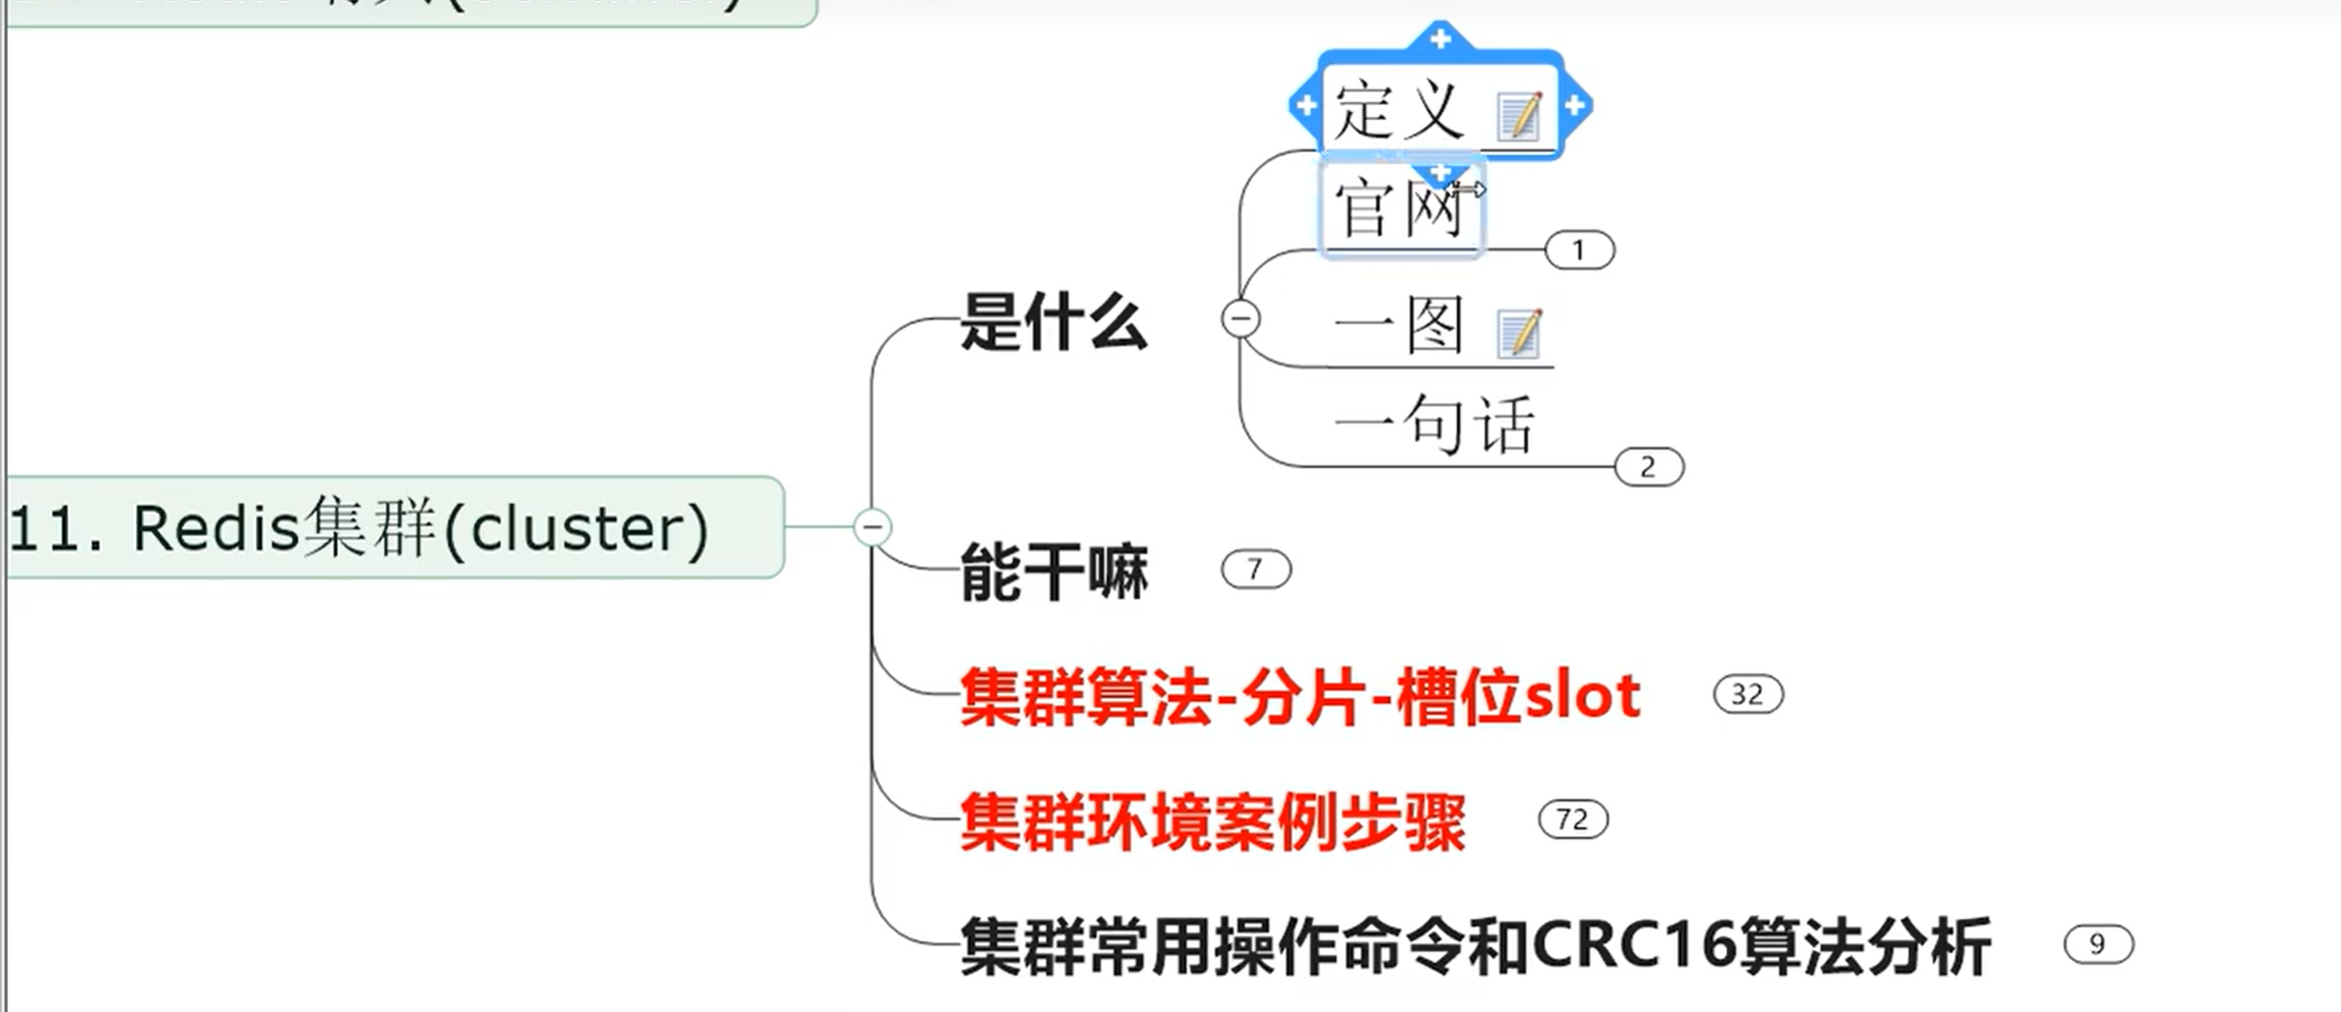 定义
官网
1
是什么
一图
一句话
2
11. Redis集群(cluster)
能干嘛
7
集群算法-分片-槽位slot
32
集群环境案例步骤
72
集群常用操作命令和CRC16算法分析
9